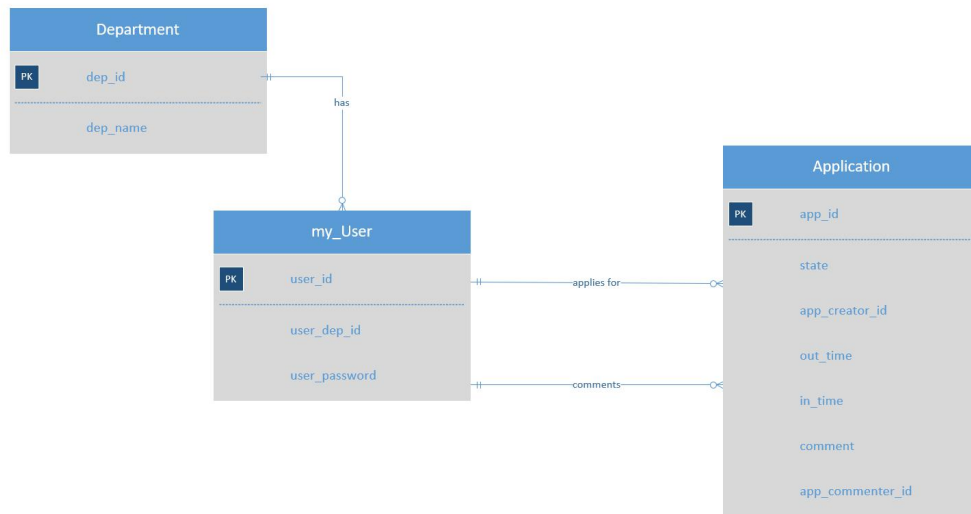 Department
PK dep_id
dep_name
has
my_User
PK user_id
user_dep_id
user_password
applies for
comments
Application
PK app_id
state
app_creator_id
out_time
in_time
comment
app_commenter_id